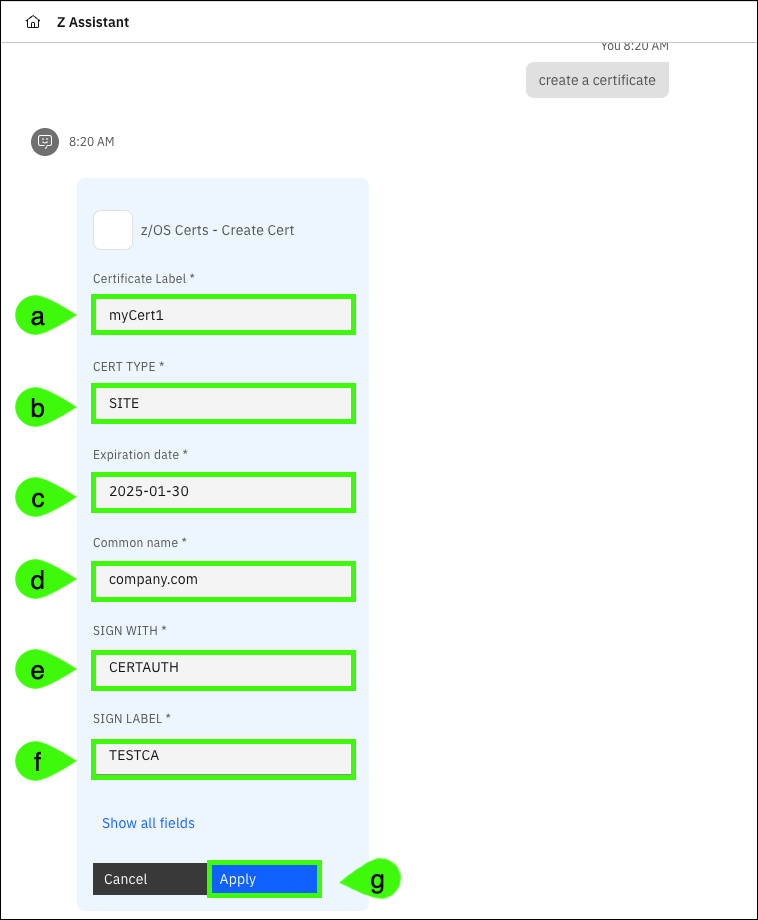 Z Assistant
You 8:20 AM
create a certificate
8:20 AM
z/OS Certs - Create Cert
Certificate Label *
a
myCert1
CERT TYPE *
b
SITE
Expiration date *
c
2025-01-30
Common name *
d
company.com
SIGN WITH *
e
CERTAUTH
SIGN LABEL *
f
TESTCA
Show all fields
Cancel
Apply
g